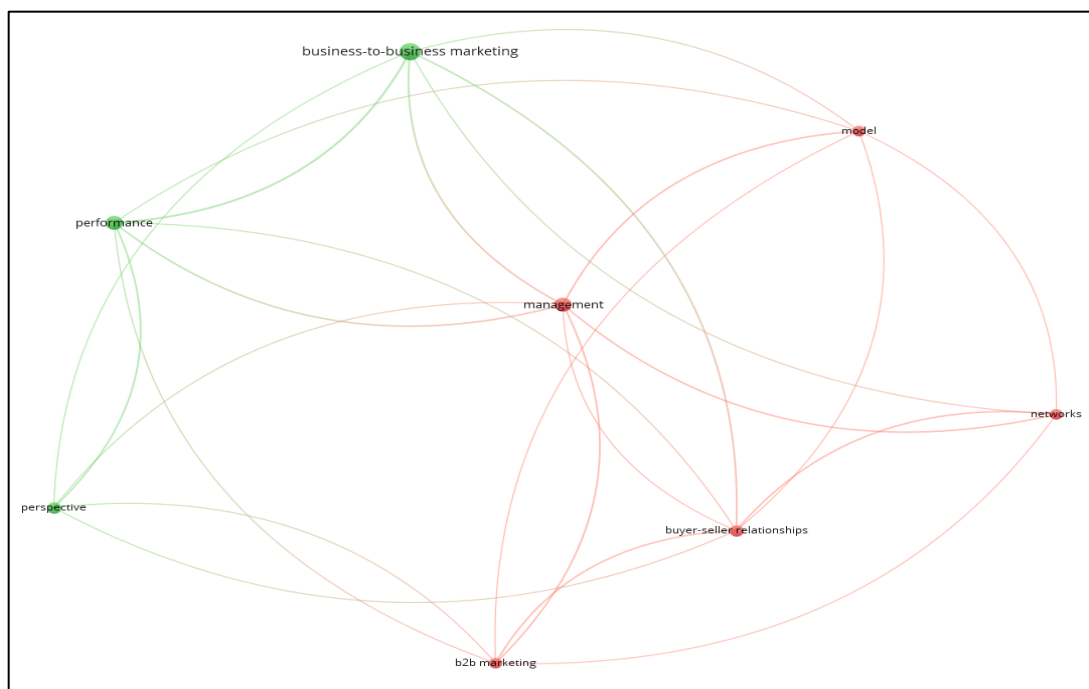 business-to-business marketing
model
performance
management
networks
perspective
buyer-seller relationships
b2b marketing